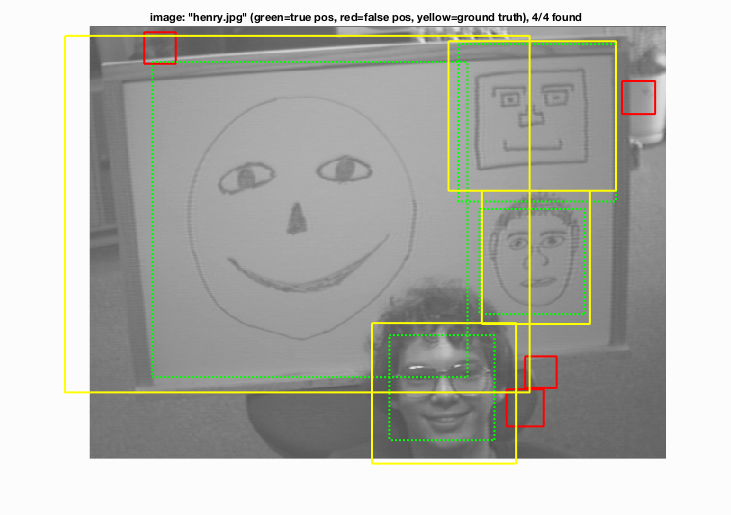 image: "henry.jpg" (green=true pos, red=false pos, yellow=ground truth), 4/4 found